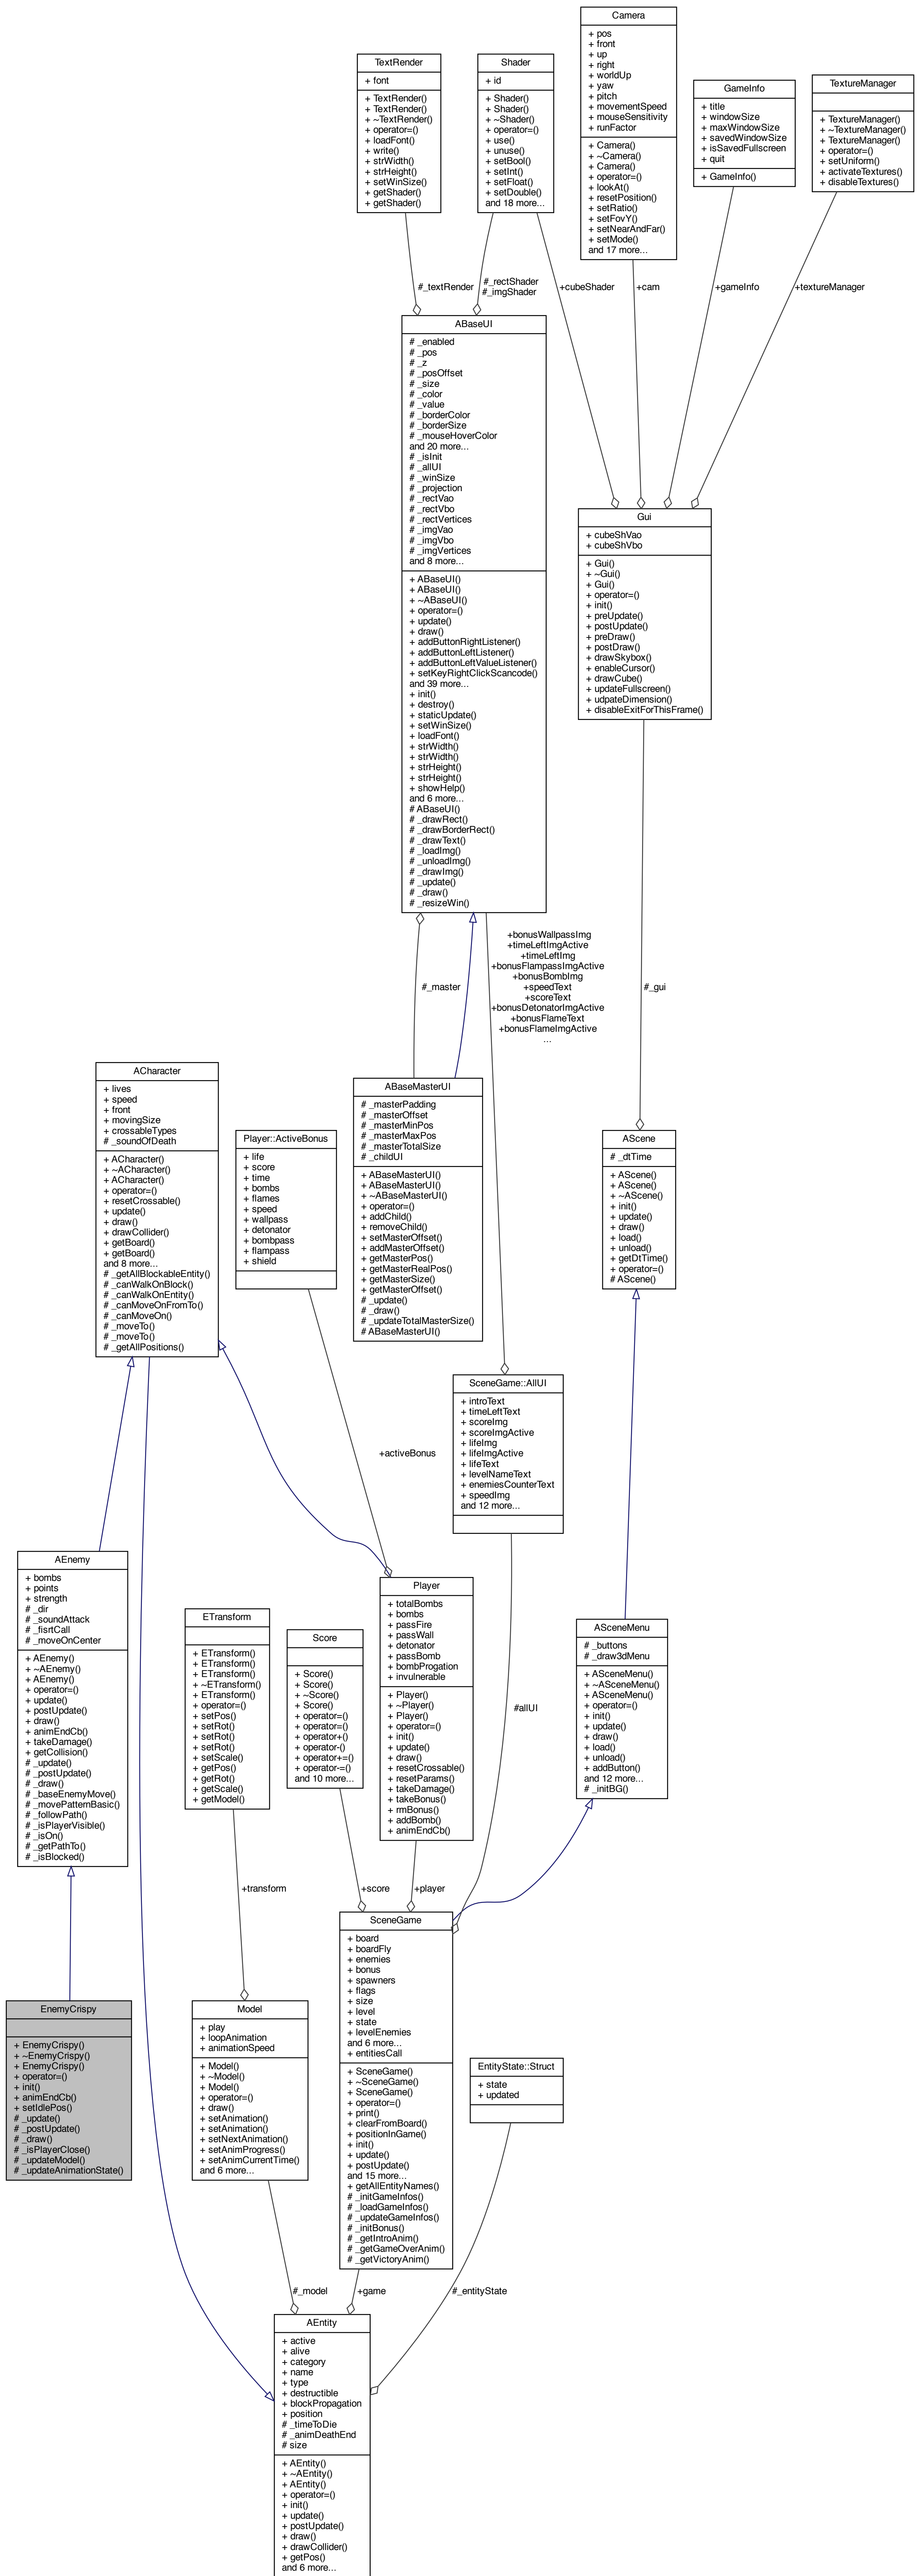 Camera
+ pos
+ front
+ up
+ right
+ worldUp
+ yaw
+ pitch
+ movementSpeed
+ mouseSensitivity
+ runFactor
+ Camera()
+ ~Camera()
+ Camera()
+ operator=()
+ lookAt()
+ resetPosition()
+ setRatio()
+ setFovY()
+ setNearAndFar()
+ setMode()
and 17 more...
TextRender
+ font
+ TextRender()
+ TextRender()
+ ~TextRender()
+ operator=()
+ loadFont()
+ write()
+ strWidth()
+ strHeight()
+ setWinSize()
+ getShader()
+ getShader()
Shader
+ id
+ Shader()
+ Shader()
+ ~Shader()
+ operator=()
+ use()
+ unuse()
+ setBool()
+ setInt()
+ setFloat()
+ setDouble()
and 18 more...
GameInfo
+ title
+ windowSize
+ maxWindowSize
+ savedWindowSize
+ isSavedFullscreen
+ quit
+ GameInfo()
TextureManager
+ TextureManager()
+ ~TextureManager()
+ TextureManager()
+ operator=()
+ setUniform()
+ activateTextures()
+ disableTextures()
#_textRender
#_rectShader
#_imgShader
+cubeShader
+cam
+gameInfo
+textureManager
ABaseUI
# _enabled
# _pos
# _z
# _posOffset
# _size
# _color
# _value
# _borderColor
# _borderSize
# _mouseHoverColor
and 20 more...
# _isInit
# _allUI
# _winSize
# _projection
# _rectVao
# _rectVbo
# _rectVertices
# _imgVao
# _imgVbo
# _imgVertices
and 8 more...
+ ABaseUI()
+ ABaseUI()
+ ~ABaseUI()
+ operator=()
+ update()
+ draw()
+ addButtonRightListener()
+ addButtonLeftListener()
+ addButtonLeftValueListener()
+ setKeyRightClickScancode()
and 39 more...
+ init()
+ destroy()
+ staticUpdate()
+ setWinSize()
+ loadFont()
+ strWidth()
+ strWidth()
+ strHeight()
+ strHeight()
+ showHelp()
and 6 more...
# ABaseUI()
# _drawRect()
# _drawBorderRect()
# _drawText()
# _loadImg()
# _unloadImg()
# _drawImg()
# _update()
# _draw()
# _resizeWin()
Gui
+ cubeShVao
+ cubeShVbo
+ Gui()
+ ~Gui()
+ Gui()
+ operator=()
+ init()
+ preUpdate()
+ postUpdate()
+ preDraw()
+ postDraw()
+ drawSkybox()
+ enableCursor()
+ drawCube()
+ updateFullscreen()
+ udpateDimension()
+ disableExitForThisFrame()
#_master
+bonusWallpassImg
+timeLeftImgActive
+timeLeftImg
+bonusFlampassImgActive
+bonusBombImg
+speedText
+scoreText
+bonusDetonatorImgActive
+bonusFlameText
+bonusFlameImgActive
...
#_gui
ACharacter
+ lives
+ speed
+ front
+ movingSize
+ crossableTypes
# _soundOfDeath
+ ACharacter()
+ ~ACharacter()
+ ACharacter()
+ operator=()
+ resetCrossable()
+ update()
+ draw()
+ drawCollider()
+ getBoard()
+ getBoard()
and 8 more...
# _getAllBlockableEntity()
# _canWalkOnBlock()
# _canWalkOnEntity()
# _canMoveOnFromTo()
# _canMoveOn()
# _moveTo()
# _moveTo()
# _getAllPositions()
Player::ActiveBonus
+ life
+ score
+ time
+ bombs
+ flames
+ speed
+ wallpass
+ detonator
+ bombpass
+ flampass
+ shield
ABaseMasterUI
# _masterPadding
# _masterOffset
# _masterMinPos
# _masterMaxPos
# _masterTotalSize
# _childUI
+ ABaseMasterUI()
+ ABaseMasterUI()
+ ~ABaseMasterUI()
+ operator=()
+ addChild()
+ removeChild()
+ setMasterOffset()
+ addMasterOffset()
+ getMasterPos()
+ getMasterRealPos()
+ getMasterSize()
+ getMasterOffset()
# _update()
# _draw()
# _updateTotalMasterSize()
# ABaseMasterUI()
AScene
# _dtTime
+ AScene()
+ AScene()
+ ~AScene()
+ init()
+ update()
+ draw()
+ load()
+ unload()
+ getDtTime()
+ operator=()
# AScene()
SceneGame::AllUI
+ introText
+ timeLeftText
+ scoreImg
+ scoreImgActive
+ lifeImg
+ lifeImgActive
+ lifeText
+ levelNameText
+ enemiesCounterText
+ speedImg
and 12 more...
+activeBonus
AEnemy
+ bombs
+ points
+ strength
# _dir
# _soundAttack
# _fisrtCall
# _moveOnCenter
+ AEnemy()
+ ~AEnemy()
+ AEnemy()
+ operator=()
+ update()
+ postUpdate()
+ draw()
+ animEndCb()
+ takeDamage()
+ getCollision()
# _update()
# _postUpdate()
# _draw()
# _baseEnemyMove()
# _movePatternBasic()
# _followPath()
# _isPlayerVisible()
# _isOn()
# _getPathTo()
# _isBlocked()
ETransform
+ ETransform()
+ ETransform()
+ ETransform()
+ ~ETransform()
+ ETransform()
+ operator=()
+ setPos()
+ setRot()
+ setRot()
+ setRot()
+ setScale()
+ getPos()
+ getRot()
+ getScale()
+ getModel()
Score
+ Score()
+ Score()
+ ~Score()
+ Score()
+ operator=()
+ operator=()
+ operator+()
+ operator-()
+ operator+=()
+ operator-=()
and 10 more...
Player
+ totalBombs
+ bombs
+ passFire
+ passWall
+ detonator
+ passBomb
+ bombProgation
+ invulnerable
+ Player()
+ ~Player()
+ Player()
+ operator=()
+ init()
+ update()
+ draw()
+ resetCrossable()
+ resetParams()
+ takeDamage()
+ takeBonus()
+ rmBonus()
+ addBomb()
+ animEndCb()
#allUI
ASceneMenu
# _buttons
# _draw3dMenu
+ ASceneMenu()
+ ~ASceneMenu()
+ ASceneMenu()
+ operator=()
+ init()
+ update()
+ draw()
+ load()
+ unload()
+ addButton()
and 12 more...
# _initBG()
+transform
+score
+player
EnemyCrispy
+ EnemyCrispy()
+ ~EnemyCrispy()
+ EnemyCrispy()
+ operator=()
+ init()
+ animEndCb()
+ setIdlePos()
# _update()
# _postUpdate()
# _draw()
# _isPlayerClose()
# _updateModel()
# _updateAnimationState()
Model
+ play
+ loopAnimation
+ animationSpeed
+ Model()
+ ~Model()
+ Model()
+ operator=()
+ draw()
+ setAnimation()
+ setAnimation()
+ setNextAnimation()
+ setAnimProgress()
+ setAnimCurrentTime()
and 6 more...
SceneGame
+ board
+ boardFly
+ enemies
+ bonus
+ spawners
+ flags
+ size
+ level
+ state
+ levelEnemies
and 6 more...
+ entitiesCall
+ SceneGame()
+ ~SceneGame()
+ SceneGame()
+ operator=()
+ print()
+ clearFromBoard()
+ positionInGame()
+ init()
+ update()
+ postUpdate()
and 15 more...
+ getAllEntityNames()
# _initGameInfos()
# _loadGameInfos()
# _updateGameInfos()
# _initBonus()
# _getIntroAnim()
# _getGameOverAnim()
# _getVictoryAnim()
EntityState::Struct
+ state
+ updated
#_model
+game
#_entityState
AEntity
+ active
+ alive
+ category
+ name
+ type
+ destructible
+ blockPropagation
+ position
# _timeToDie
# _animDeathEnd
# size
+ AEntity()
+ ~AEntity()
+ AEntity()
+ operator=()
+ init()
+ update()
+ postUpdate()
+ draw()
+ drawCollider()
+ getPos()
and 6 more...